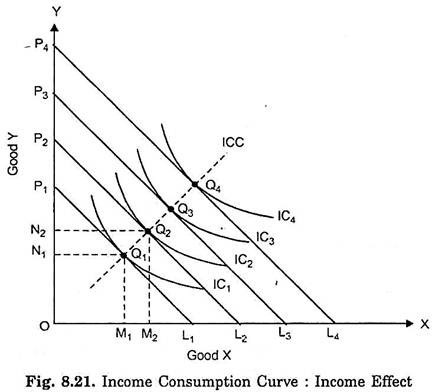 Y
P4
P3
ICC
Good Y
P2
Q4
P1
Q3
IC4
N2
Q2
IC3
N1
Q1
IC2
IC1
O
M1 M2 L1 L2 L3 L4 X
Good X
Fig. 8.21. Income Consumption Curve : Income Effect